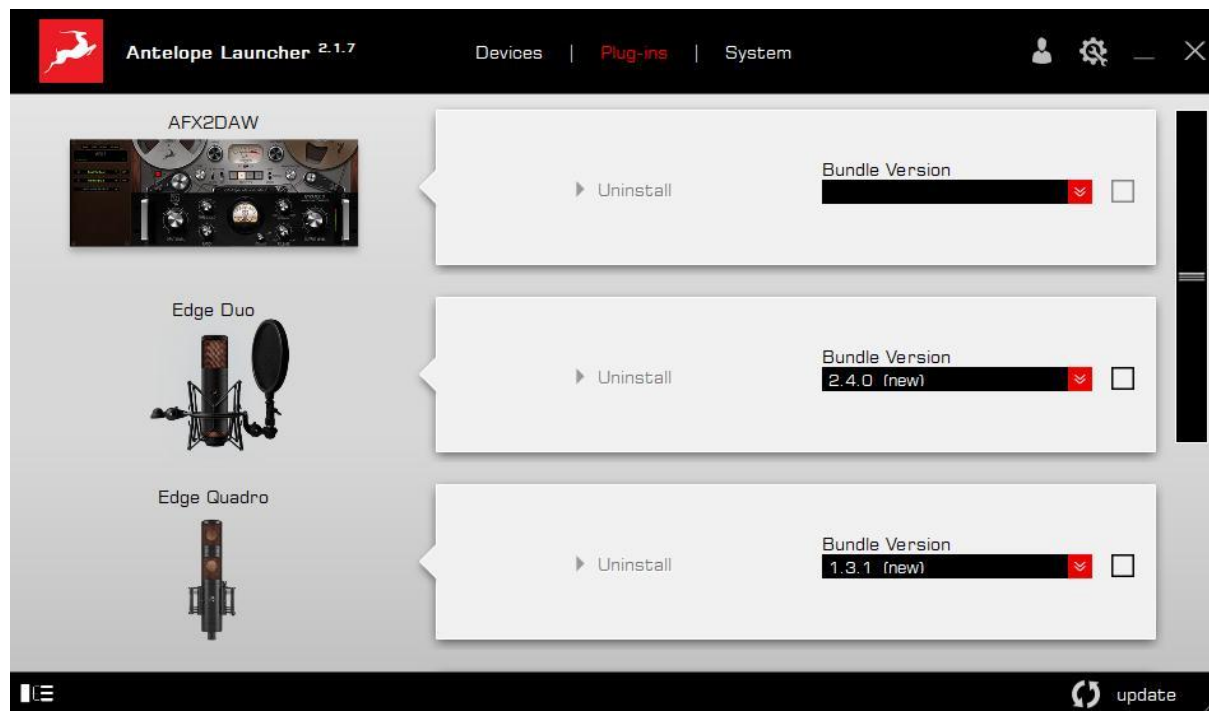 Antelope Launcher 2.1.7
Devices | Plug-ins | System
AFX2DAW
Uninstall
Bundle Version
Edge Duo
Uninstall
Bundle Version
2.4.0 (new)
Edge Quadro
Uninstall
Bundle Version
1.3.1 (new)
update